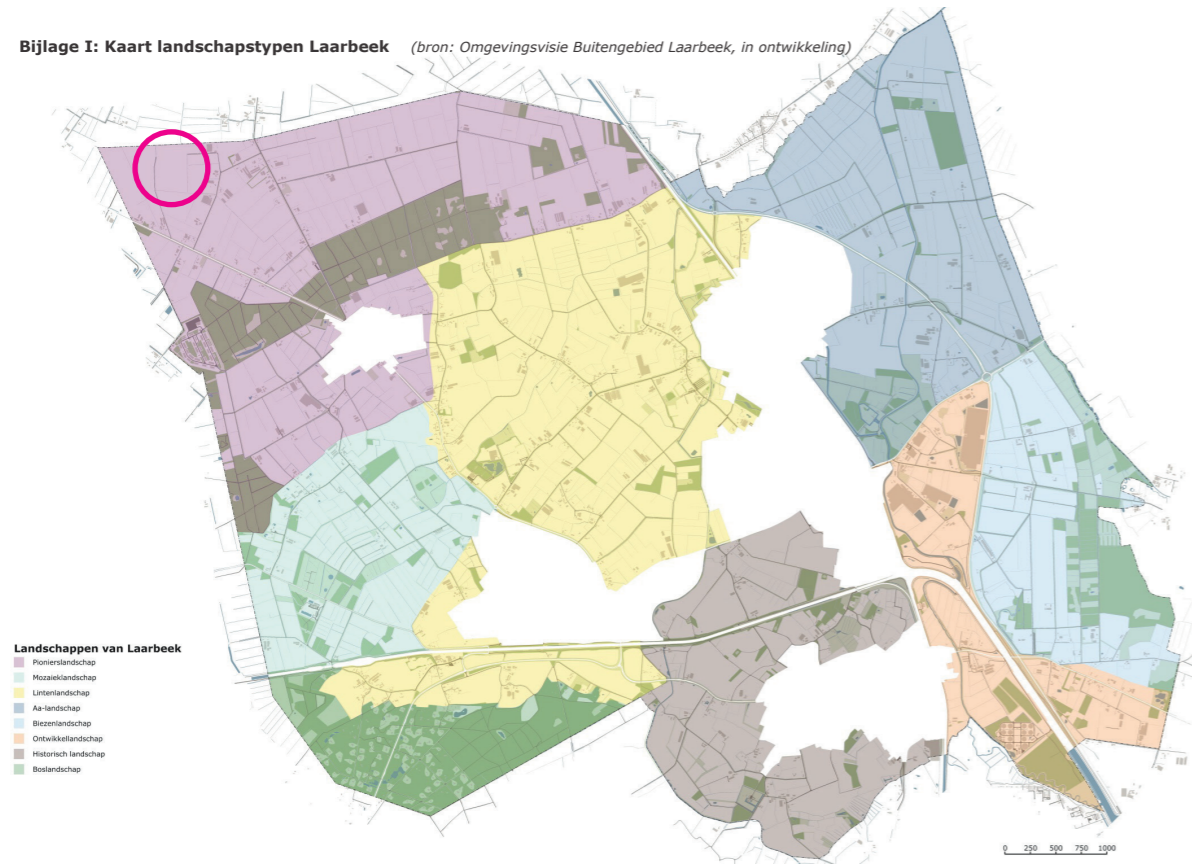 Bijlage I: Kaart landschapstypen Laarbeek (bron: Omgevingsvisie Buitengebied Laarbeek, in ontwikkeling)
Landschappen van Laarbeek
Pionierslandschap
Mozaieklandschap
Lintenlandschap
Aa-landschap
Biezenlandschap
Ontwikkellandschap
Historisch landschap
Boslandschap
0 250 500 750 1000